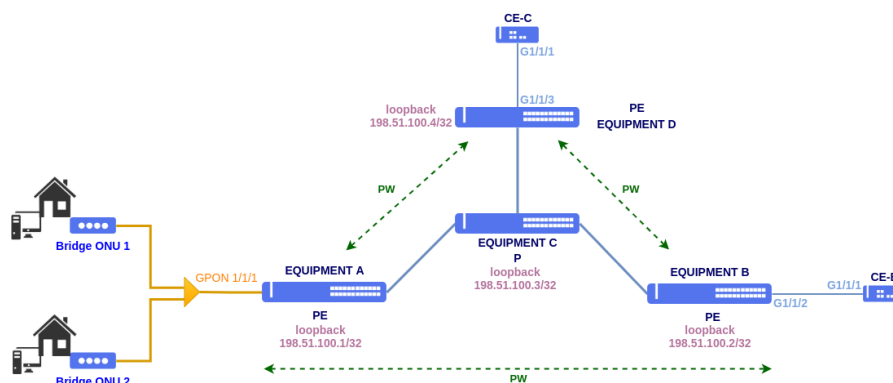 CE-C
G1/1/1
G1/1/3
loopback
198.51.100.4/32
PE
EQUIPMENT D
PW
PW
Bridge ONU 1
GPON 1/1/1
EQUIPMENT A
EQUIPMENT C
P
loopback
198.51.100.3/32
EQUIPMENT B
G1/1/1
G1/1/2
PE
loopback
198.51.100.1/32
PE
loopback
198.51.100.2/32
Bridge ONU 2
PW